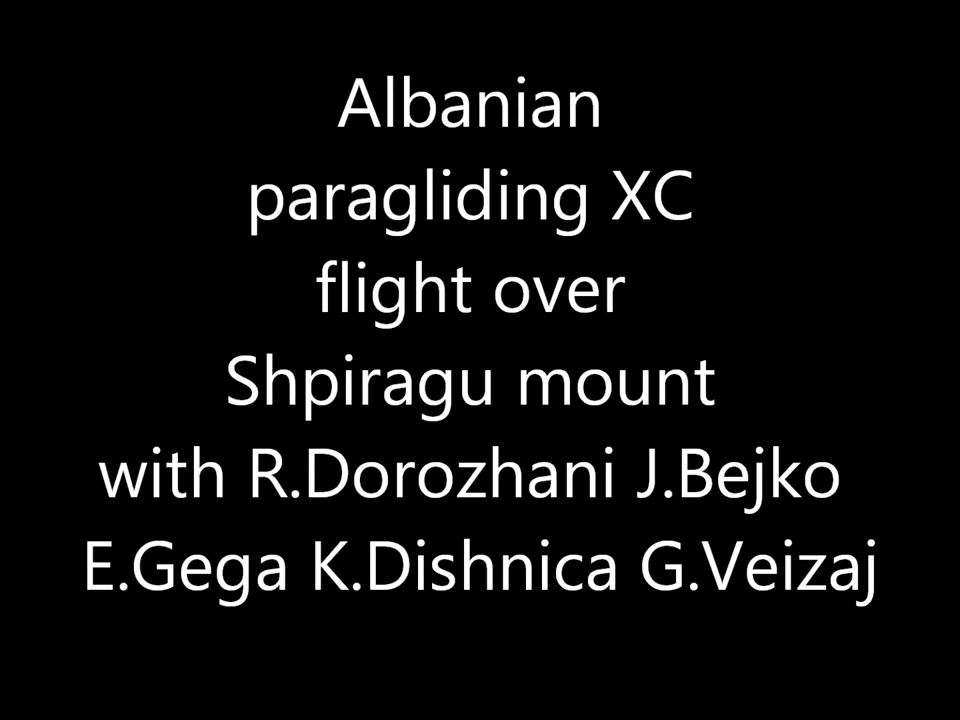 Albanian
paragliding XC
flight over
Shpiragu mount
with R.Dorozhani J.Bejko
E.Gega K.Dishnica G.Veizaj